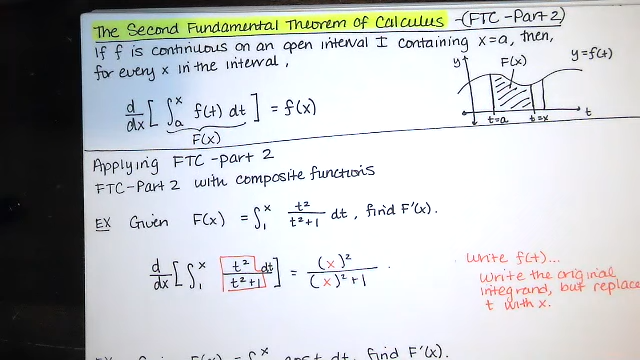 The Second Fundamental Theorem of Calculus - (FTC - Part 2)
If f is continuous on an open interval I containing x=a, then,
for every x in the interval,
d/dx [ ∫_a^x f(t) dt ] = f(x)
F(x)
y
F(x)
y=f(t)
t=a
t=x
t
Applying FTC - part 2
FTC-Part 2 with composite functions
EX Given F(x) = ∫_1^x t²/(t²+1) dt, find F'(x).
d/dx [ ∫_1^x t²/(t²+1) dt ] = (x)²/((x)²+1)
write f(t)...
Write the original
integrand, but replace
t with x.
find F'(x).